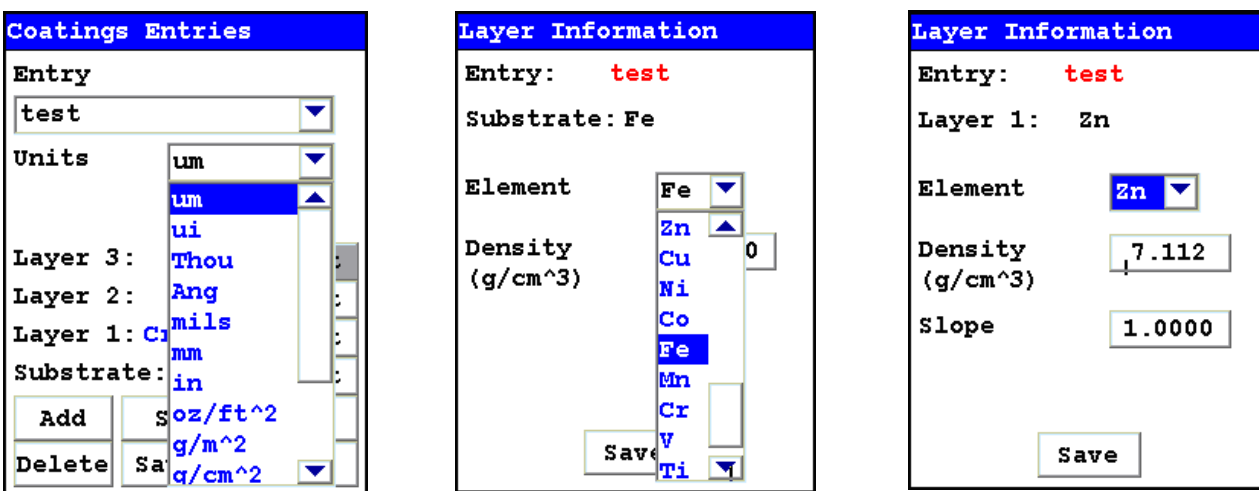 Coatings Entries
Entry
test
Units
um
um
ui
Thou
Ang
mils
mm
in
oz/ft^2
g/m^2
g/cm^2
Layer 3:
Layer 2:
Layer 1:
Substrate:
Add
Delete
Layer Information
Entry: test
Substrate: Fe
Element Fe
Zn
Cu
Ni
Co
Fe
Mn
Cr
V
Ti
Density
(g/cm^3)
0
Save
Layer Information
Entry: test
Layer 1: Zn
Element Zn
Density 7.112
(g/cm^3)
Slope 1.0000
Save